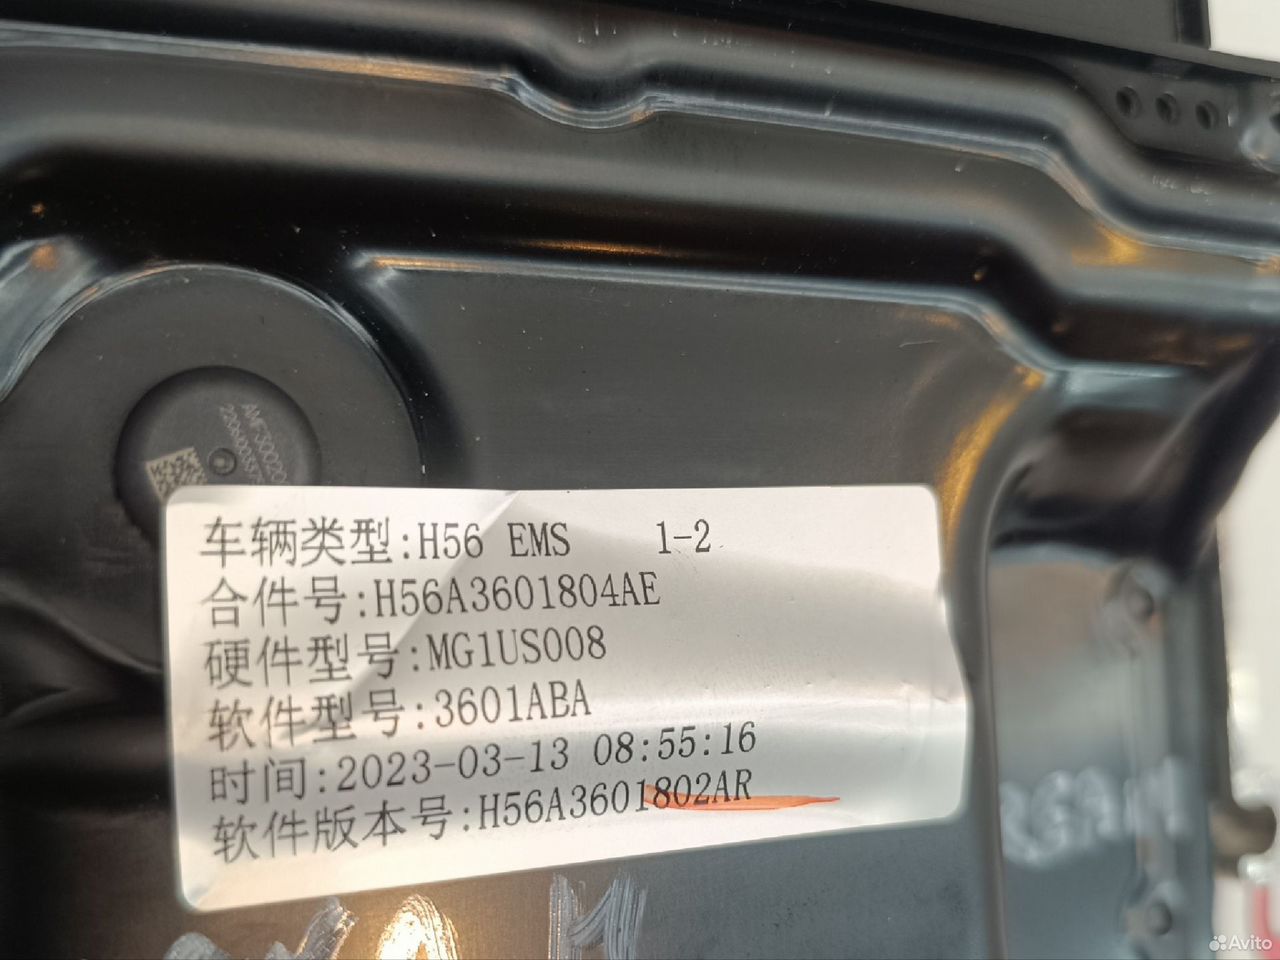 车辆类型:H56 EMS 1-2
合件号:H56A3601804AE
硬件型号:MG1US008
软件型号:3601ABA
时间:2023-03-13 08:55:16
软件版本号:H56A3601802AR
Avito